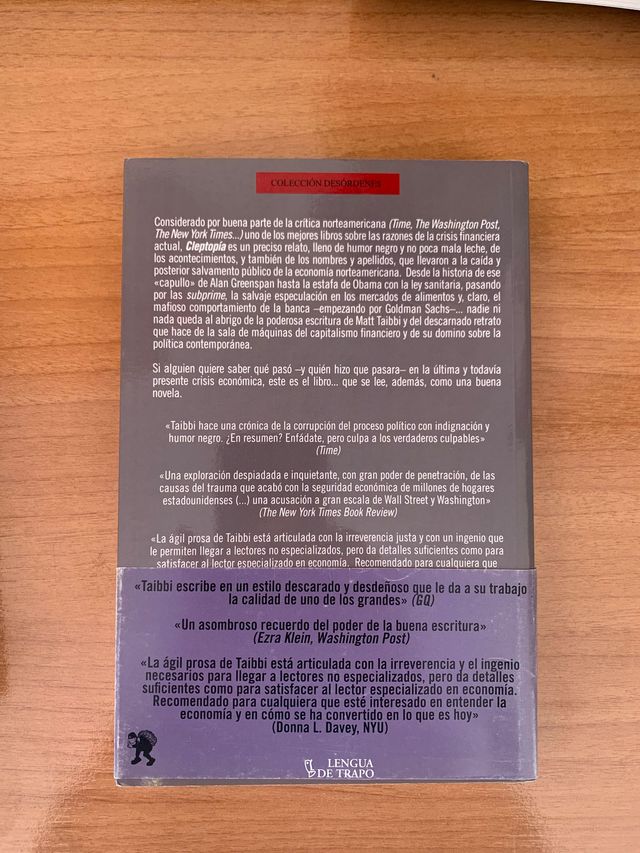 COLECCIÓN DESÓRDENES
Considerado por buena parte de la crítica norteamericana (Time, The Washington Post,
The New York Times...) uno de los mejores libros sobre las razones de la crisis financiera
actual, Cleptopía es un preciso relato, lleno de humor negro y no poca mala leche, de
los acontecimientos, y también de los nombres y apellidos, que llevaron a la caída y
posterior salvamento público de la economía norteamericana. Desde la historia de ese
«capullo» de Alan Greenspan hasta la estafa de Obama con la ley sanitaria, pasando
por las subprime, la salvaje especulación en los mercados de alimentos y, claro, el
mafioso comportamiento de la banca –empezando por Goldman Sachs–... nadie ni
nada queda al abrigo de la poderosa escritura de Matt Taibbi y del descarnado retrato
que hace de la sala de máquinas del capitalismo financiero y de su domino sobre la
política contemporánea.
Si alguien quiere saber qué pasó –y quién hizo que pasara– en la última y todavía
presente crisis económica, este es el libro... que se lee, además, como una buena
novela.
«Taibbi hace una crónica de la corrupción del proceso político con indignación y
humor negro. ¿En resumen? Enfádate, pero culpa a los verdaderos culpables»
(Time)
«Una exploración despiadada e inquietante, con gran poder de penetración, de las
causas del trauma que acabó con la seguridad económica de millones de hogares
estadounidenses (...) una acusación a gran escala de Wall Street y Washington»
(The New York Times Book Review)
«La ágil prosa de Taibbi está articulada con la irreverencia justa y con un ingenio que
le permiten llegar a lectores no especializados, pero da detalles suficientes como para
satisfacer al lector especializado en economía. Recomendado para cualquiera que
«Taibbi escribe en un estilo descarado y desdeñoso que le da a su trabajo
la calidad de uno de los grandes» (GQ)
«Un asombroso recuerdo del poder de la buena escritura»
(Ezra Klein, Washington Post)
«La ágil prosa de Taibbi está articulada con la irreverencia y el ingenio
necesarios para llegar a lectores no especializados, pero da detalles
suficientes como para satisfacer al lector especializado en economía.
Recomendado para cualquiera que esté interesado en entender la
economía y en cómo se ha convertido en lo que es hoy»
(Donna L. Davey, NYU)
LENGUA
DE TRAPO